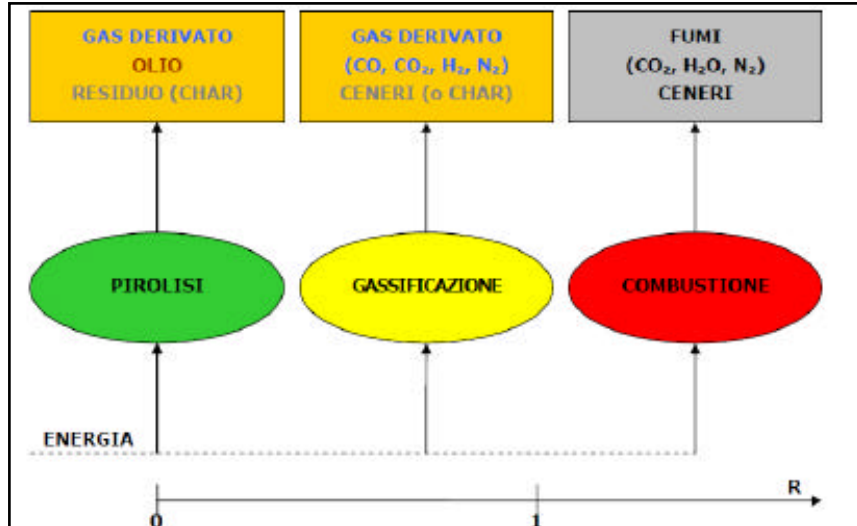 GAS DERIVATO
OLIO
RESIDUO (CHAR)
GAS DERIVATO
(CO, CO₂, H₂, N₂)
CENERI (o CHAR)
FUMI
(CO₂, H₂O, N₂)
CENERI
PIROLISI
GASSIFICAZIONE
COMBUSTIONE
ENERGIA
R
0
1